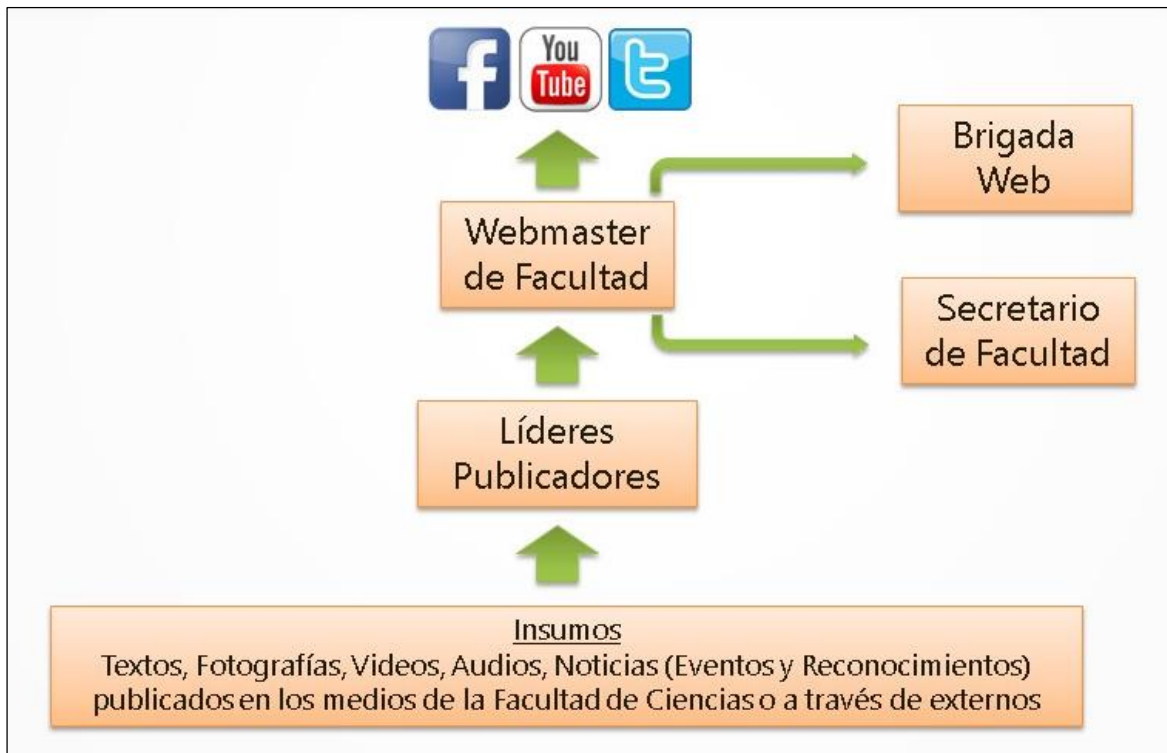 You
Tube
Brigada
Web
Webmaster
de Facultad
Secretario
de Facultad
Líderes
Publicadores
Insumos
Textos, Fotografías, Videos, Audios, Noticias (Eventos y Reconocimientos)
publicados en los medios de la Facultad de Ciencias o a través de externos